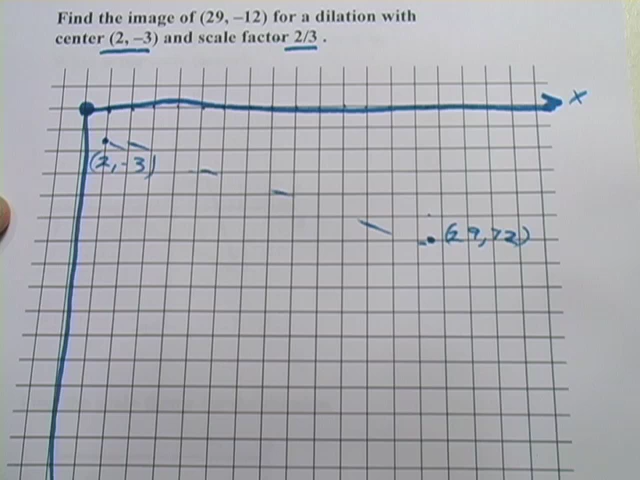 Find the image of (29, −12) for a dilation with
center (2, −3) and scale factor 2/3 .
x
(2, -3)